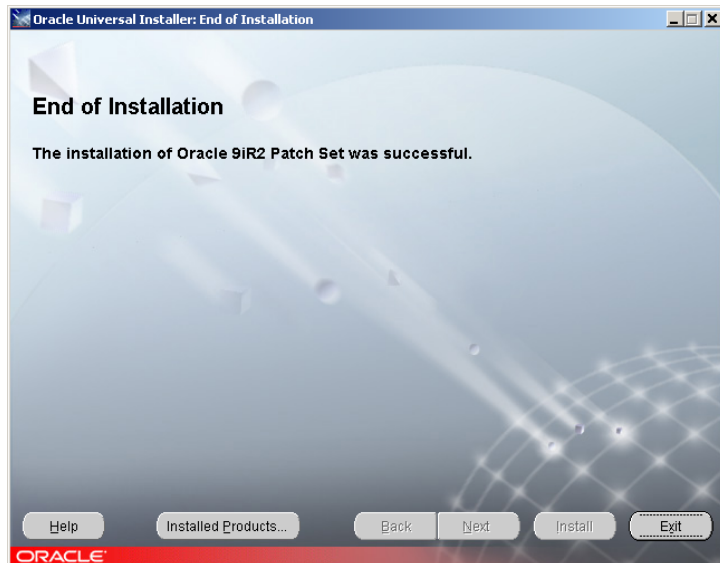 Oracle Universal Installer: End of Installation
End of Installation
The installation of Oracle 9iR2 Patch Set was successful.
Help Installed Products... Back Next Install Exit
ORACLE